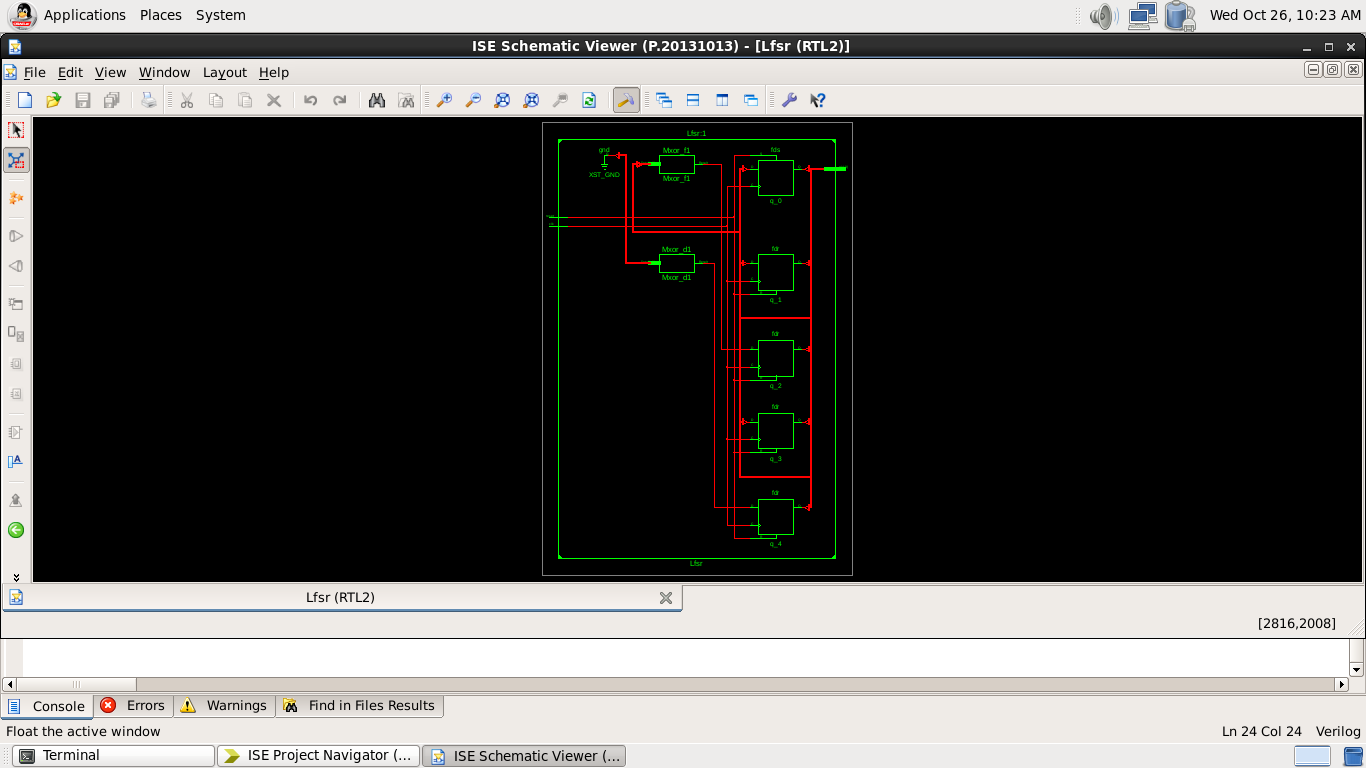 Applications Places System Wed Oct 26, 10:23 AM
ISE Schematic Viewer (P.20131013) - [Lfsr (RTL2)]
File Edit View Window Layout Help
Lfsr:1
gnd Mxor_f1 fds
XST_GND Mxor_f1
q_0
Mxor_d1 fdr
Mxor_d1
q_1
fdr
q_2
fdr
q_3
fdr
q_4
Lfsr
Lfsr (RTL2)
[2816,2008]
Console Errors Warnings Find in Files Results
Float the active window Ln 24 Col 24 Verilog
Terminal ISE Project Navigator (... ISE Schematic Viewer (...